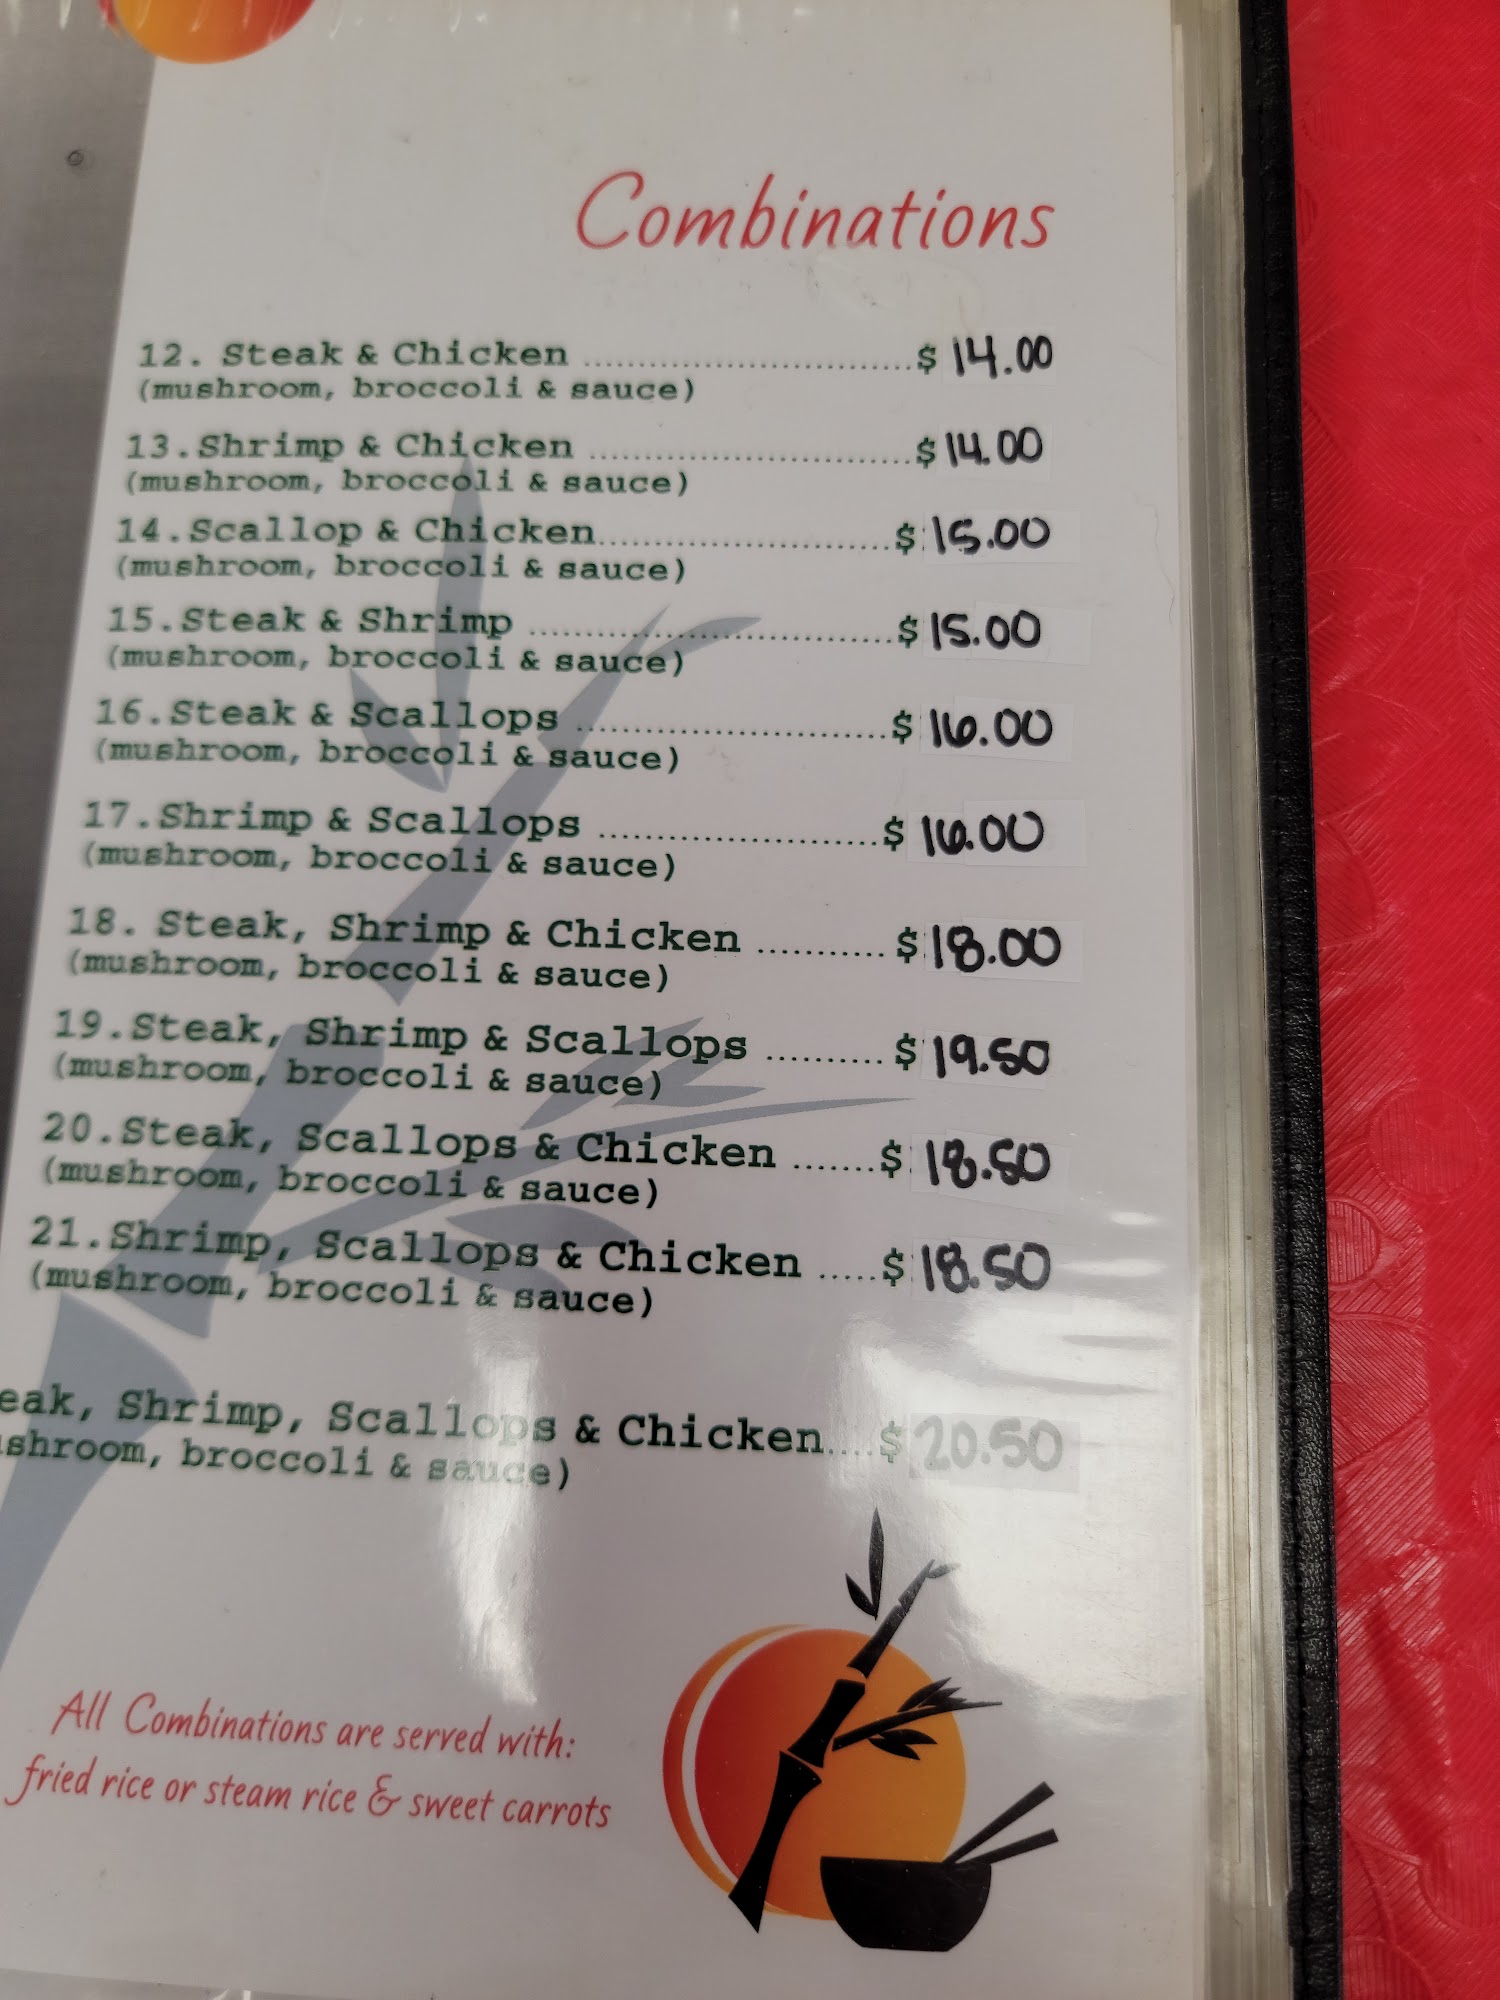 Combinations
12. Steak & Chicken ............................ $ 14.00
(mushroom, broccoli & sauce)
13. Shrimp & Chicken ............................ $ 14.00
(mushroom, broccoli & sauce)
14. Scallop & Chicken ......................... $ 15.00
(mushroom, broccoli & sauce)
15. Steak & Shrimp ............................... $ 15.00
(mushroom, broccoli & sauce)
16. Steak & Scallops ........................... $ 16.00
(mushroom, broccoli & sauce)
17. Shrimp & Scallops ........................ $ 16.00
(mushroom, broccoli & sauce)
18. Steak, Shrimp & Chicken ........... $ 18.00
(mushroom, broccoli & sauce)
19. Steak, Shrimp & Scallops .......... $ 19.50
(mushroom, broccoli & sauce)
20. Steak, Scallops & Chicken ....... $ 18.50
(mushroom, broccoli & sauce)
21. Shrimp, Scallops & Chicken ..... $ 18.50
(mushroom, broccoli & sauce)
eak, Shrimp, Scallops & Chicken .... $ 20.50
shroom, broccoli & sauce)
All Combinations are served with:
fried rice or steam rice & sweet carrots